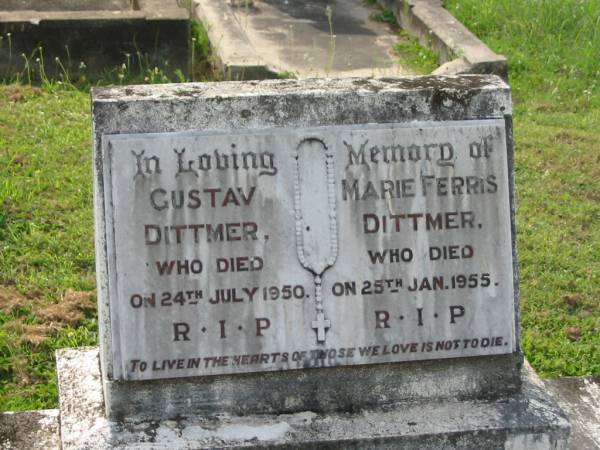 In Loving
GUSTAV
DITTMER,
WHO DIED
ON 24TH JULY 1950.
R·I·P
Memory of
MARIE FERRIS
DITTMER,
WHO DIED
ON 25TH JAN. 1955.
R·I·P
TO LIVE IN THE HEARTS OF THOSE WE LOVE IS NOT TO DIE.